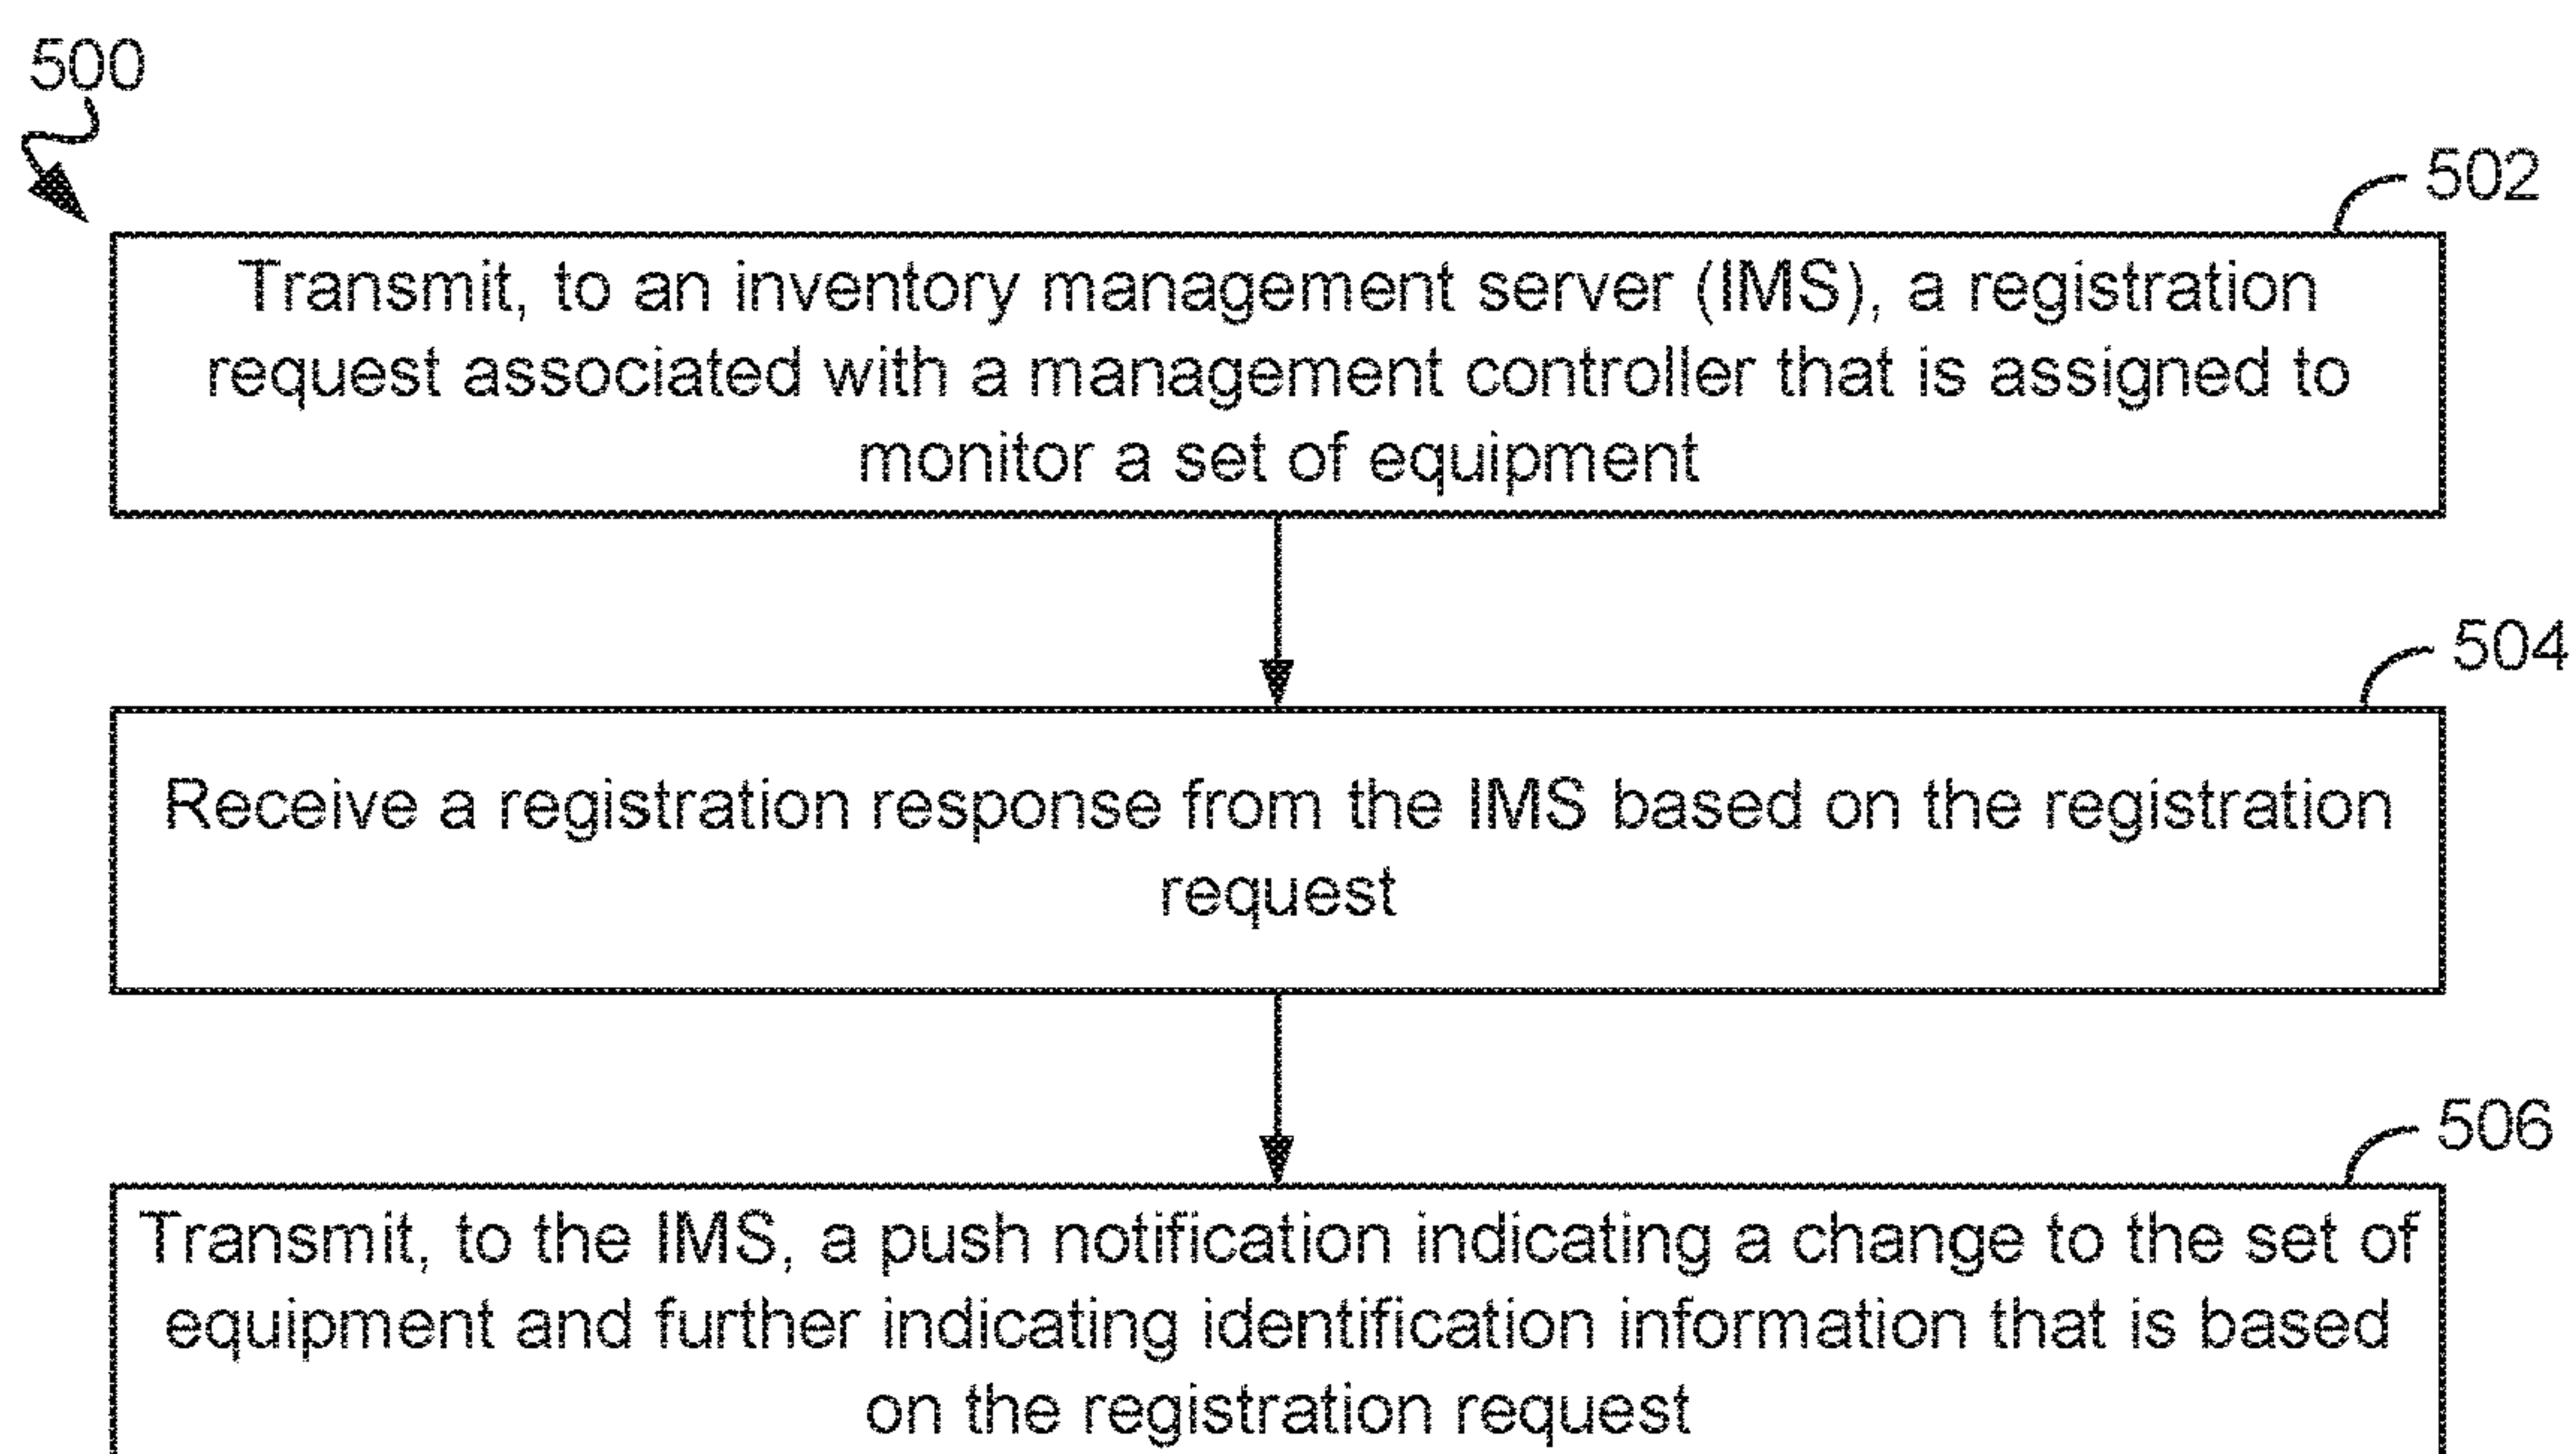 500
502
Transmit, to an inventory management server (IMS), a registration
request associated with a management controller that is assigned to
monitor a set of equipment
504
Receive a registration response from the IMS based on the registration
request
506
Transmit, to the IMS, a push notification indicating a change to the set of
equipment and further indicating identification information that is based
on the registration request